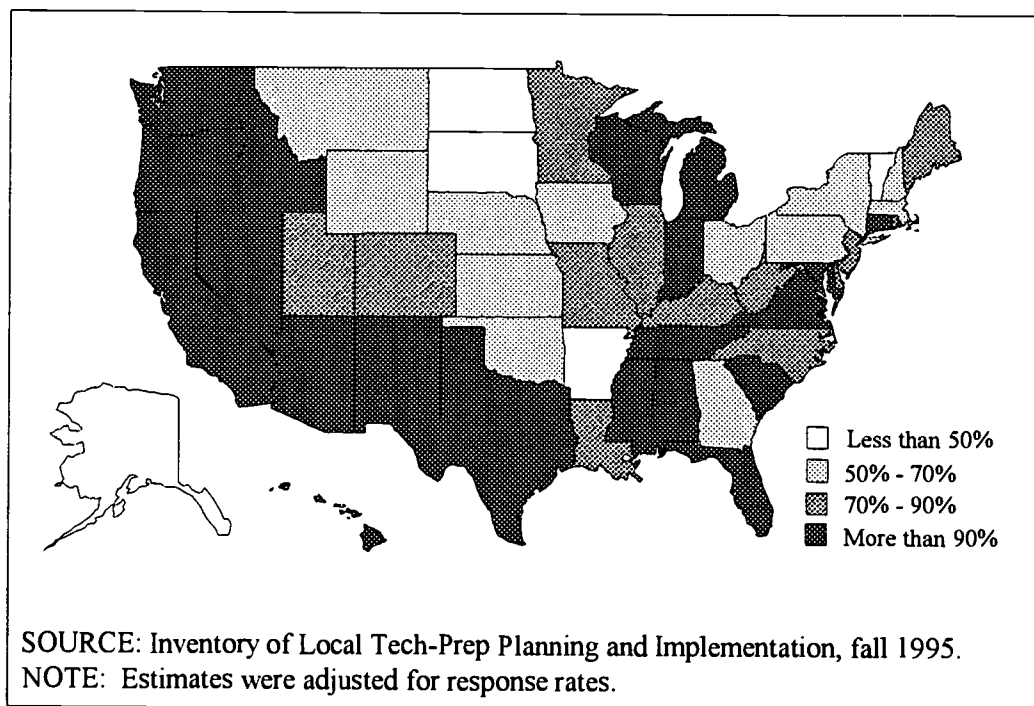 Less than 50%
50% - 70%
70% - 90%
More than 90%
SOURCE: Inventory of Local Tech-Prep Planning and Implementation, fall 1995.
NOTE: Estimates were adjusted for response rates.